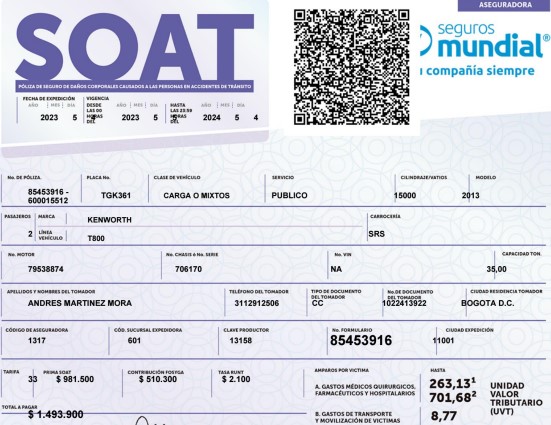 ASEGURADORA
SOAT
seguros
mundial®
compañía siempre
PÓLIZA DE SEGURO DE DAÑOS CORPORALES CAUSADOS A LAS PERSONAS EN ACCIDENTES DE TRÁNSITO
FECHA DE EXPEDICIÓN VIGENCIA
AÑO MES DÍA DESDE LAS 00 HORAS DEL AÑO MES DÍA HASTA LAS 23:59 HORAS DEL AÑO MES DÍA
2023 5 2023 5 2024 5 4
No. DE PÓLIZA. PLACA No. CLASE DE VEHÍCULO SERVICIO CILINDRAJE/VATIOS MODELO
85453916 - 600015512 TGK361 CARGA O MIXTOS PUBLICO 15000 2013
PASAJEROS MARCA KENWORTH CARROCERÍA
2 LÍNEA VEHÍCULO T800 SRS
No. MOTOR No. CHASIS ó No. SERIE No. VIN CAPACIDAD TON.
79538874 706170 NA 35,00
APELLIDOS Y NOMBRES DEL TOMADOR TELÉFONO DEL TOMADOR TIPO DE DOCUMENTO DEL TOMADOR No.DE DOCUMENTO DEL TOMADOR CIUDAD RESIDENCIA TOMADOR
ANDRES MARTINEZ MORA 3112912506 CC 1022413922 BOGOTA D.C.
CÓDIGO DE ASEGURADORA CÓD. SUCURSAL EXPEDIDORA CLAVE PRODUCTOR No. FORMULARIO CIUDAD EXPEDICIÓN
1317 601 13158 85453916 11001
TARIFA PRIMA SOAT CONTRIBUCIÓN FOSYGA TASA RUNT AMPAROS POR VICTIMA HASTA
33 $ 981.500 $ 510.300 $ 2.100 A. GASTOS MÉDICOS QUIRURGICOS, FARMACÉUTICOS Y HOSPITALARIOS 263,13¹ 701,68² UNIDAD VALOR TRIBUTARIO (UVT)
TOTAL A PAGAR
$ 1.493.900 B. GASTOS DE TRANSPORTE Y MOVILIZACIÓN DE VICTIMAS 8,77